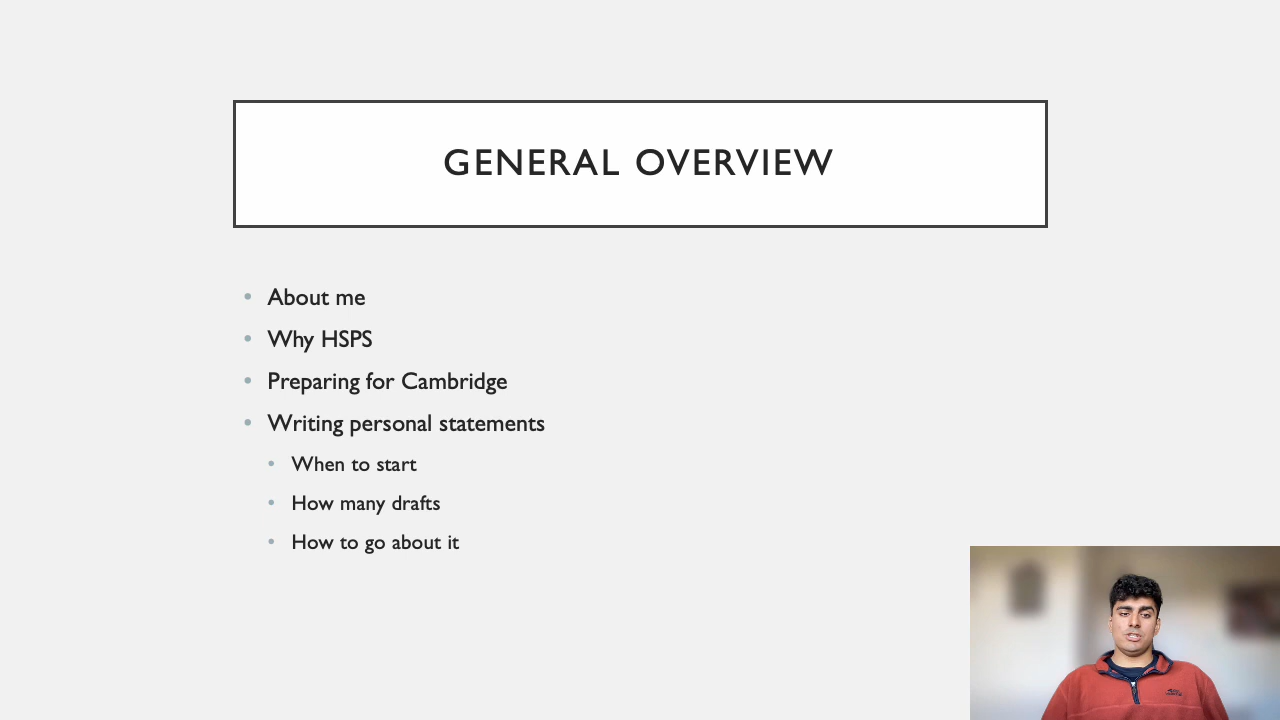 GENERAL OVERVIEW
• About me
• Why HSPS
• Preparing for Cambridge
• Writing personal statements
• When to start
• How many drafts
• How to go about it